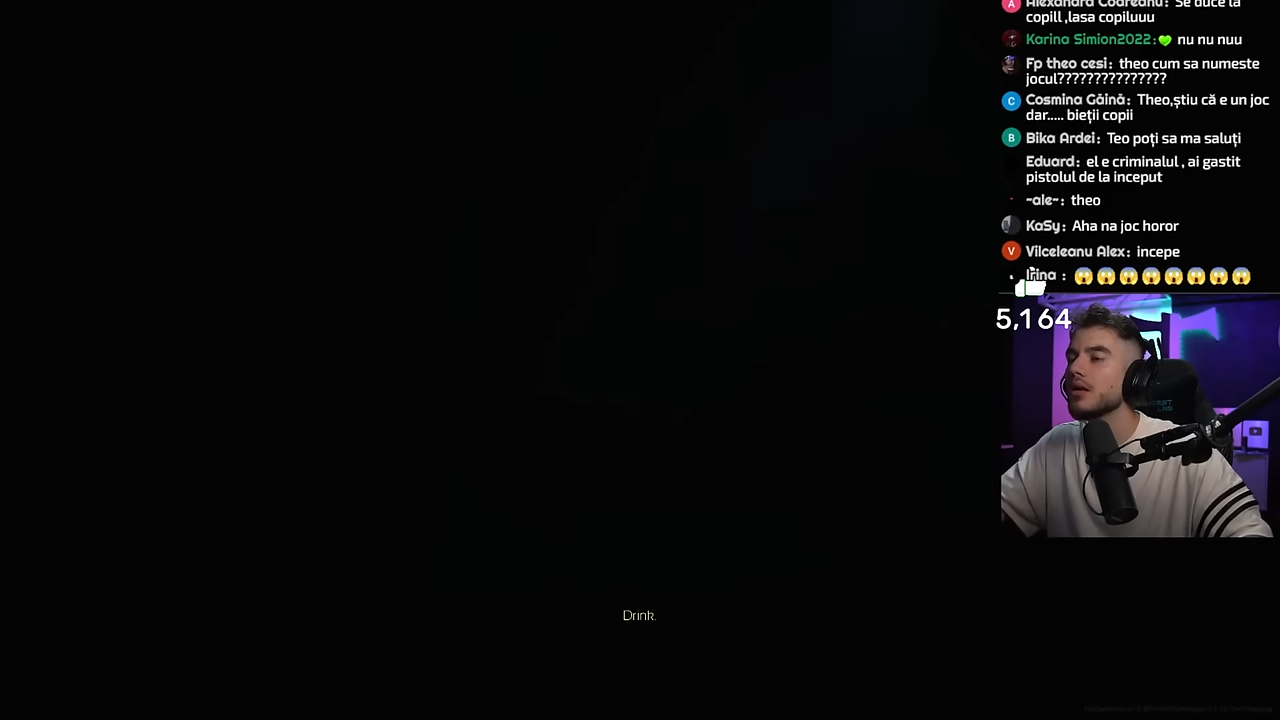 Alexandra Codreanu: Se duce la
copill ,lasa copiluuu
Karina Simion2022:💚 nu nu nuu
Fp theo cesi: theo cum sa numeste
jocul???????????????
Cosmina Găină: Theo,știu că e un joc
dar..... bieții copii
Bika Ardei: Teo poți sa ma saluți
Eduard: el e criminalul , ai gastit
pistolul de la inceput
~ale~: theo
KaSy: Aha na joc horor
Vilceleanu Alex: incepe
Irina : 😱😱😱😱😱😱😱😱
5,164
Drink.